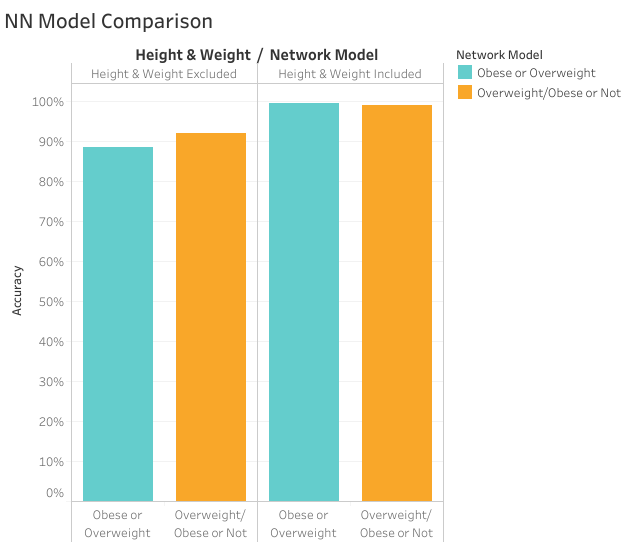 NN Model Comparison
Height & Weight / Network Model
Height & Weight Excluded
Height & Weight Included
Network Model
Obese or Overweight
Overweight/Obese or Not
100%
90%
80%
70%
60%
50%
40%
30%
20%
10%
0%
Accuracy
Obese or
Overweight
Overweight/
Obese or Not
Obese or
Overweight
Overweight/
Obese or Not